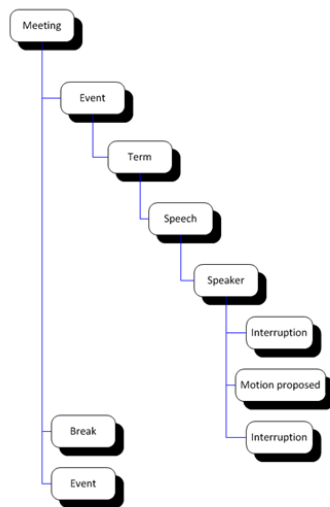 Meeting
Event
Term
Speech
Speaker
Interruption
Motion proposed
Interruption
Break
Event